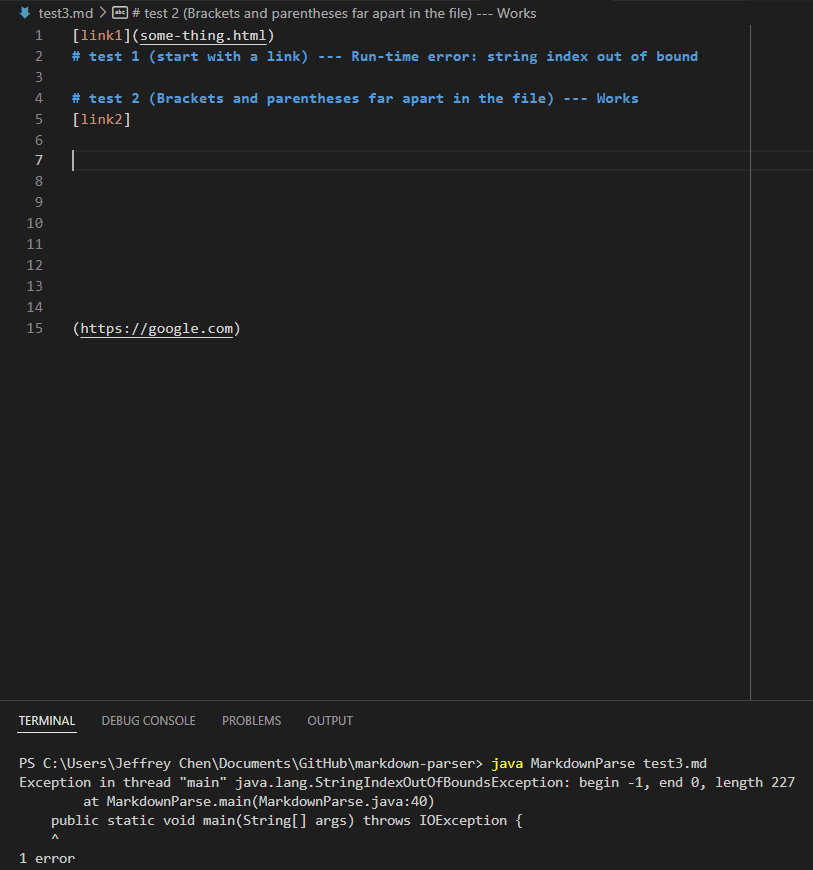 test3.md > # test 2 (Brackets and parentheses far apart in the file) --- Works
1 [link1](some-thing.html)
2 # test 1 (start with a link) --- Run-time error: string index out of bound
3
4 # test 2 (Brackets and parentheses far apart in the file) --- Works
5 [link2]
6
7
8
9
10
11
12
13
14
15 (https://google.com)
TERMINAL DEBUG CONSOLE PROBLEMS OUTPUT
PS C:\Users\Jeffrey Chen\Documents\GitHub\markdown-parser> java MarkdownParse test3.md
Exception in thread "main" java.lang.StringIndexOutOfBoundsException: begin -1, end 0, length 227
        at MarkdownParse.main(MarkdownParse.java:40)
    public static void main(String[] args) throws IOException {
    ^
1 error